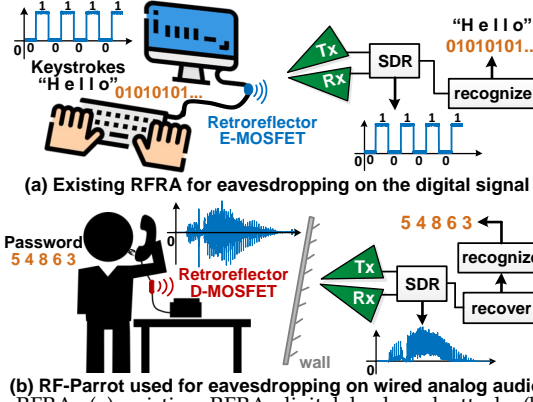 1 1 1 1
0
0 0 0 0
Keystrokes
“H e l l o”
01010101...
Retroreflector
E-MOSFET
Tx
Rx
SDR
“H e l l o”
01010101..
recognize
1 1 1 1
0 0 0 0 0
(a) Existing RFRA for eavesdropping on the digital signal
Password
5 4 8 6 3
0
Retroreflector
D-MOSFET
wall
Tx
Rx
SDR
5 4 8 6 3
recognize
recover
0
(b) RF-Parrot used for eavesdropping on wired analog audio